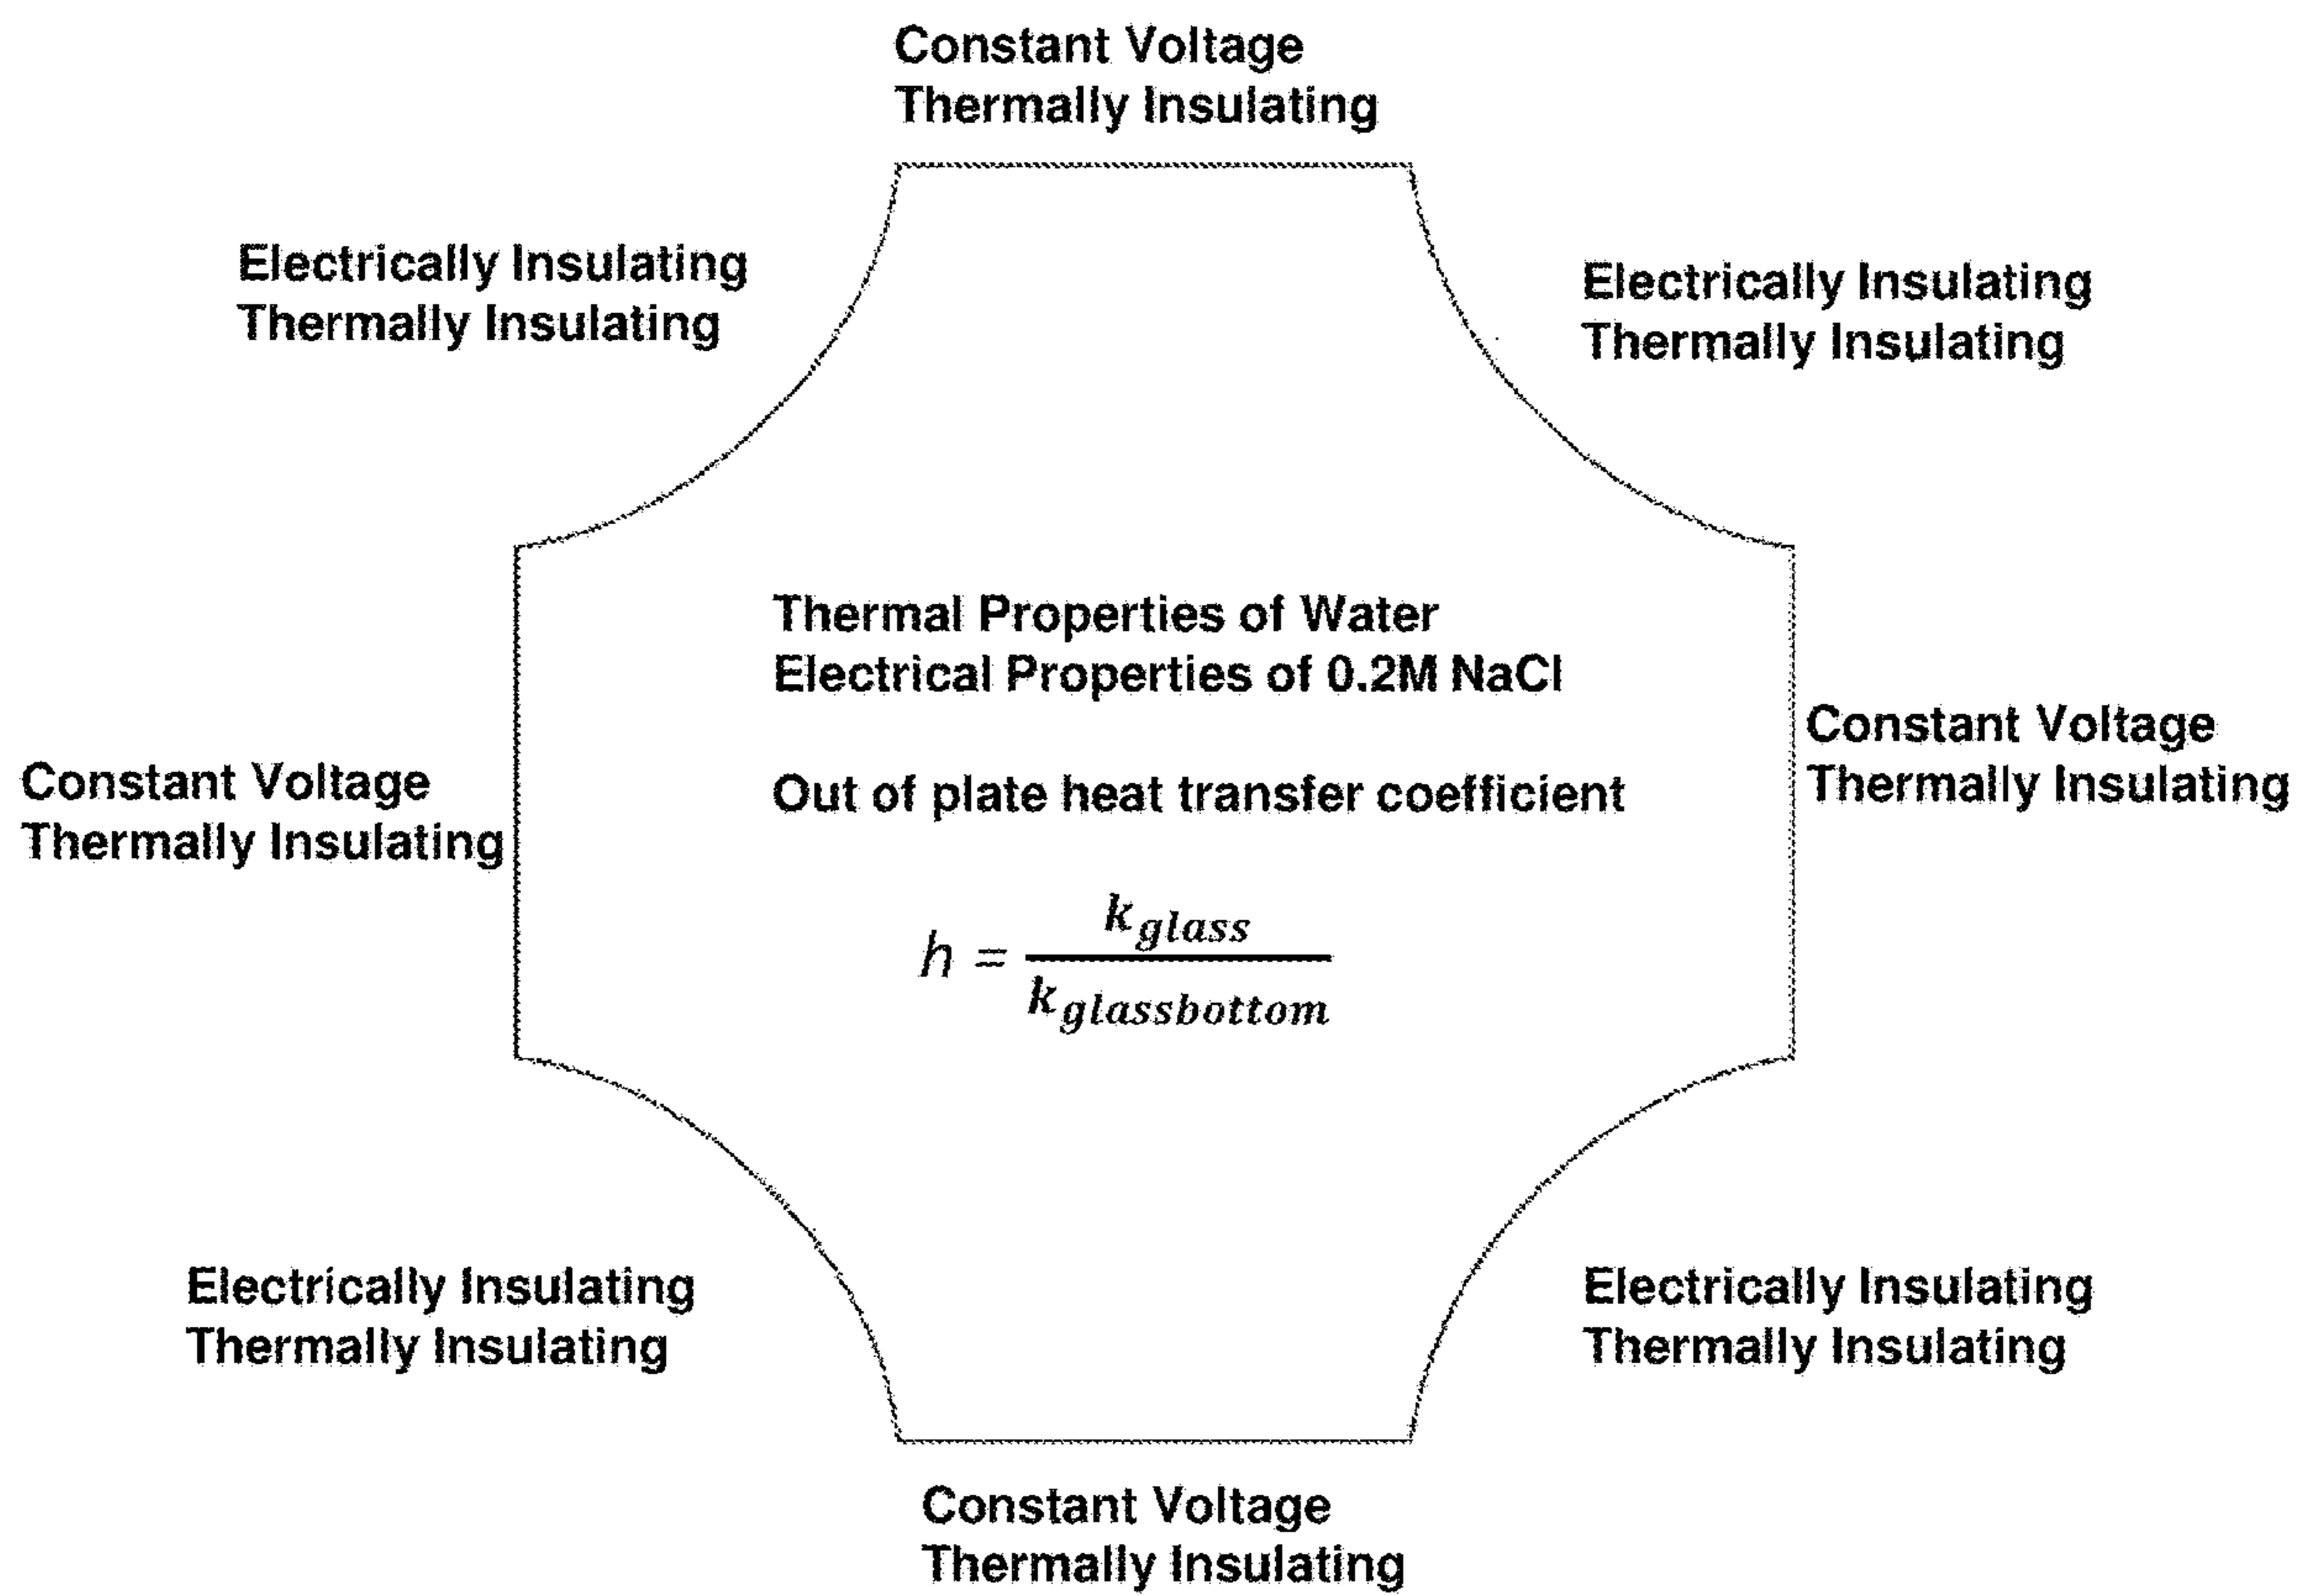 Constant Voltage
Thermally Insulating
Electrically Insulating
Thermally Insulating
Electrically Insulating
Thermally Insulating
Thermal Properties of Water
Electrical Properties of 0.2M NaCl
Out of plate heat transfer coefficient
h = k_glass / k_glassbottom
Constant Voltage
Thermally Insulating
Constant Voltage
Thermally Insulating
Electrically Insulating
Thermally Insulating
Electrically Insulating
Thermally Insulating
Constant Voltage
Thermally Insulating